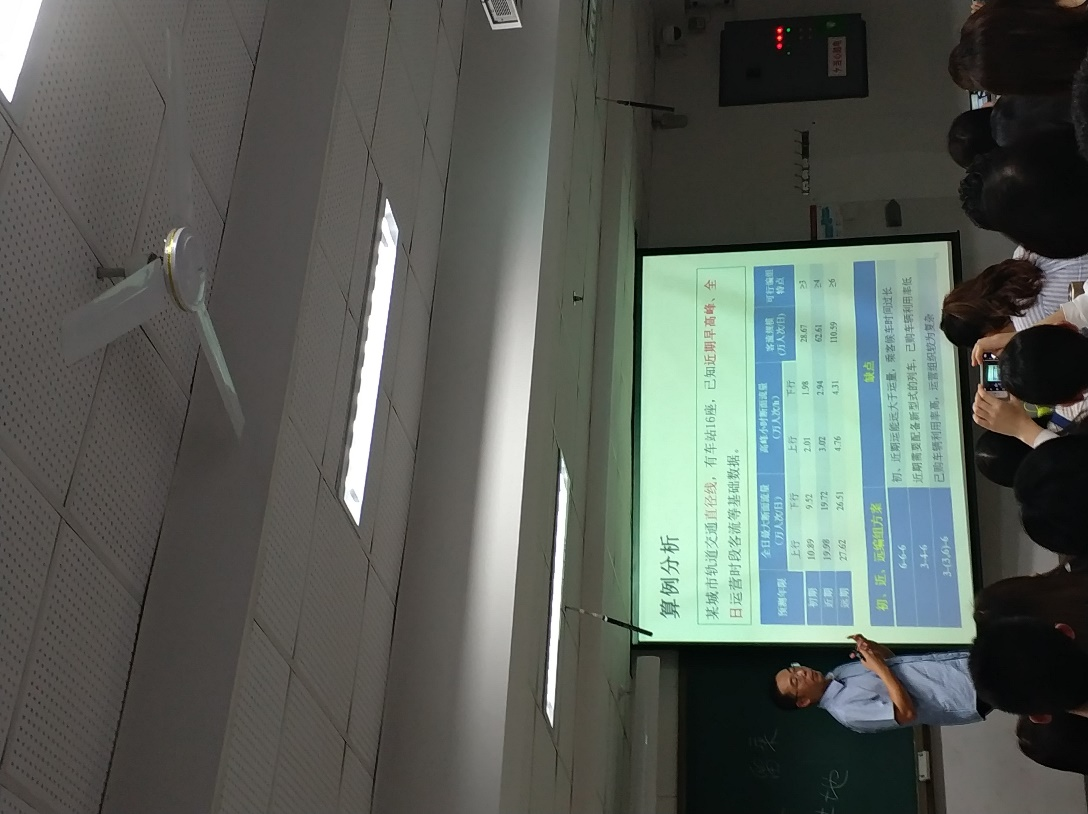 算例分析
某城市轨道交通直径线，有车站16座，已知近期早高峰、全
日运营时段客流等基础数据。
预测年限 全日最大断面流量（万人次/日） 高峰小时断面流量（万人次/h） 客流规模（万人次/日） 可行编组特点
上行 下行 上行 下行
初期 10.89 9.52 2.01 1.98 28.67 ≥3
近期 19.98 19.72 3.02 2.94 62.61 ≥4
远期 27.62 26.51 4.76 4.31 110.59 ≥6
初、近、远编组方案 缺点
6-6-6 初、近期运能远大于运量，乘客候车时间过长
3-4-6 近期需要配备新型式的列车，已购车辆利用率低
3-(3,6)-6 已购车辆利用率高，运营组织较为复杂